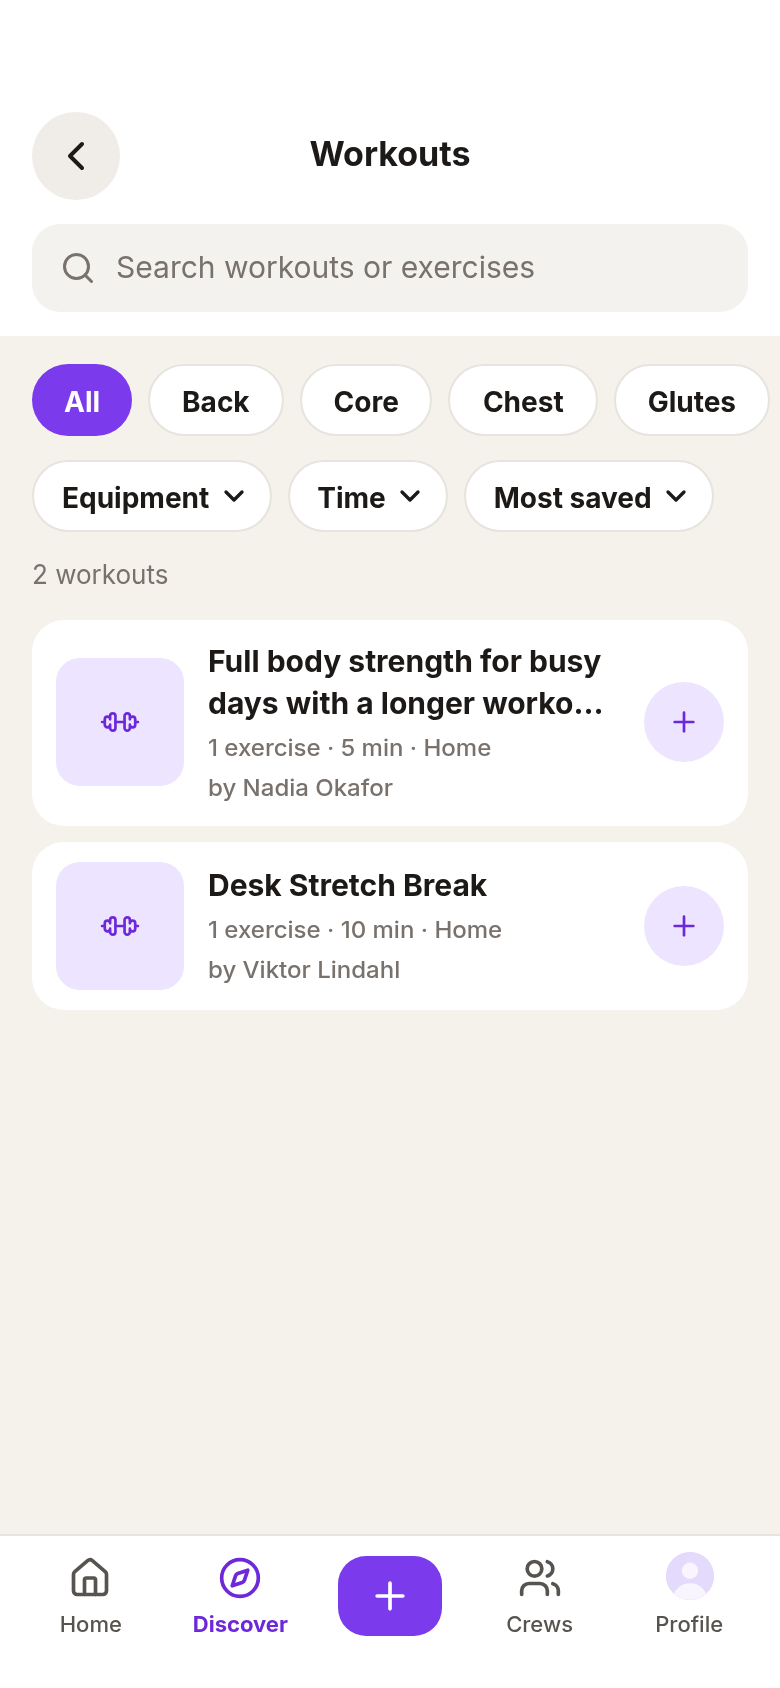 Workouts
Search workouts or exercises
All
Back
Core
Chest
Glutes
Equipment
Time
Most saved
2 workouts
Full body strength for busy
days with a longer worko...
1 exercise · 5 min · Home
by Nadia Okafor
Desk Stretch Break
1 exercise · 10 min · Home
by Viktor Lindahl
Home
Discover
Crews
Profile